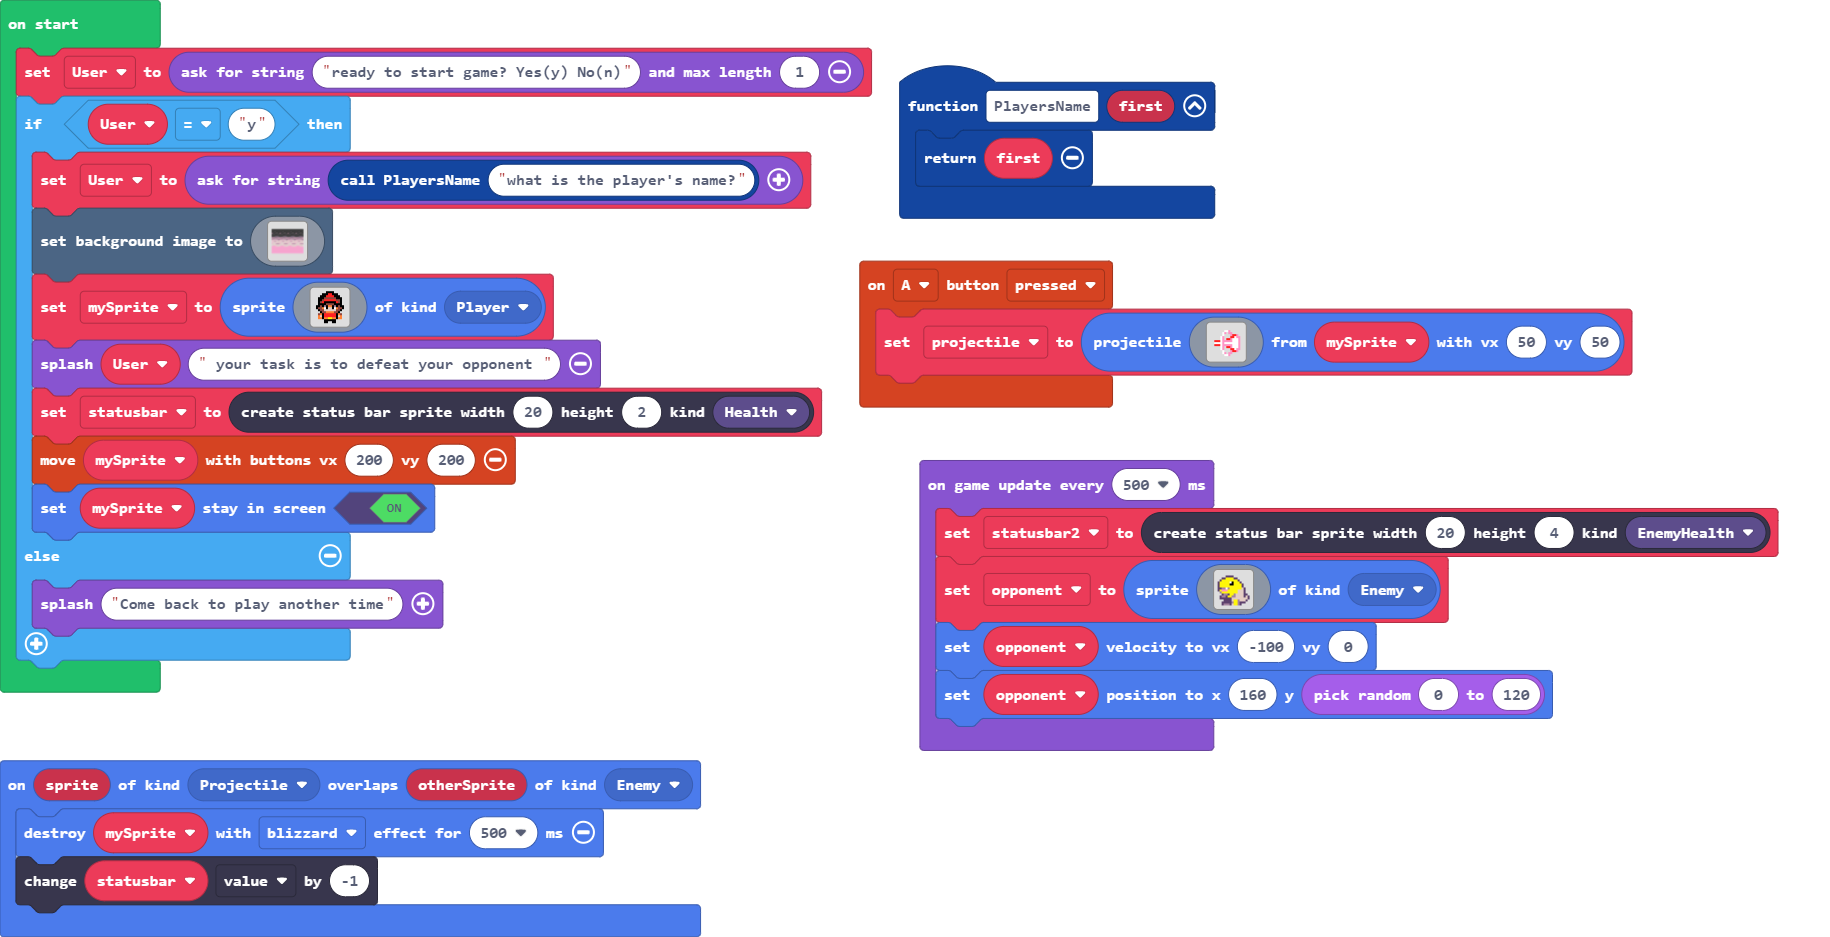 on start
set User to ask for string "ready to start game? Yes(y) No(n)" and max length 1
if User = "y" then
set User to ask for string call PlayersName "what is the player's name?"
set background image to
set mySprite to sprite of kind Player
splash User " your task is to defeat your opponent "
set statusbar to create status bar sprite width 20 height 2 kind Health
move mySprite with buttons vx 200 vy 200
set mySprite stay in screen ON
else
splash "Come back to play another time"
function PlayersName first
return first
on A button pressed
set projectile to projectile from mySprite with vx 50 vy 50
on game update every 500 ms
set statusbar2 to create status bar sprite width 20 height 4 kind EnemyHealth
set opponent to sprite of kind Enemy
set opponent velocity to vx -100 vy 0
set opponent position to x 160 y pick random 0 to 120
on sprite of kind Projectile overlaps otherSprite of kind Enemy
destroy mySprite with blizzard effect for 500 ms
change statusbar value by -1